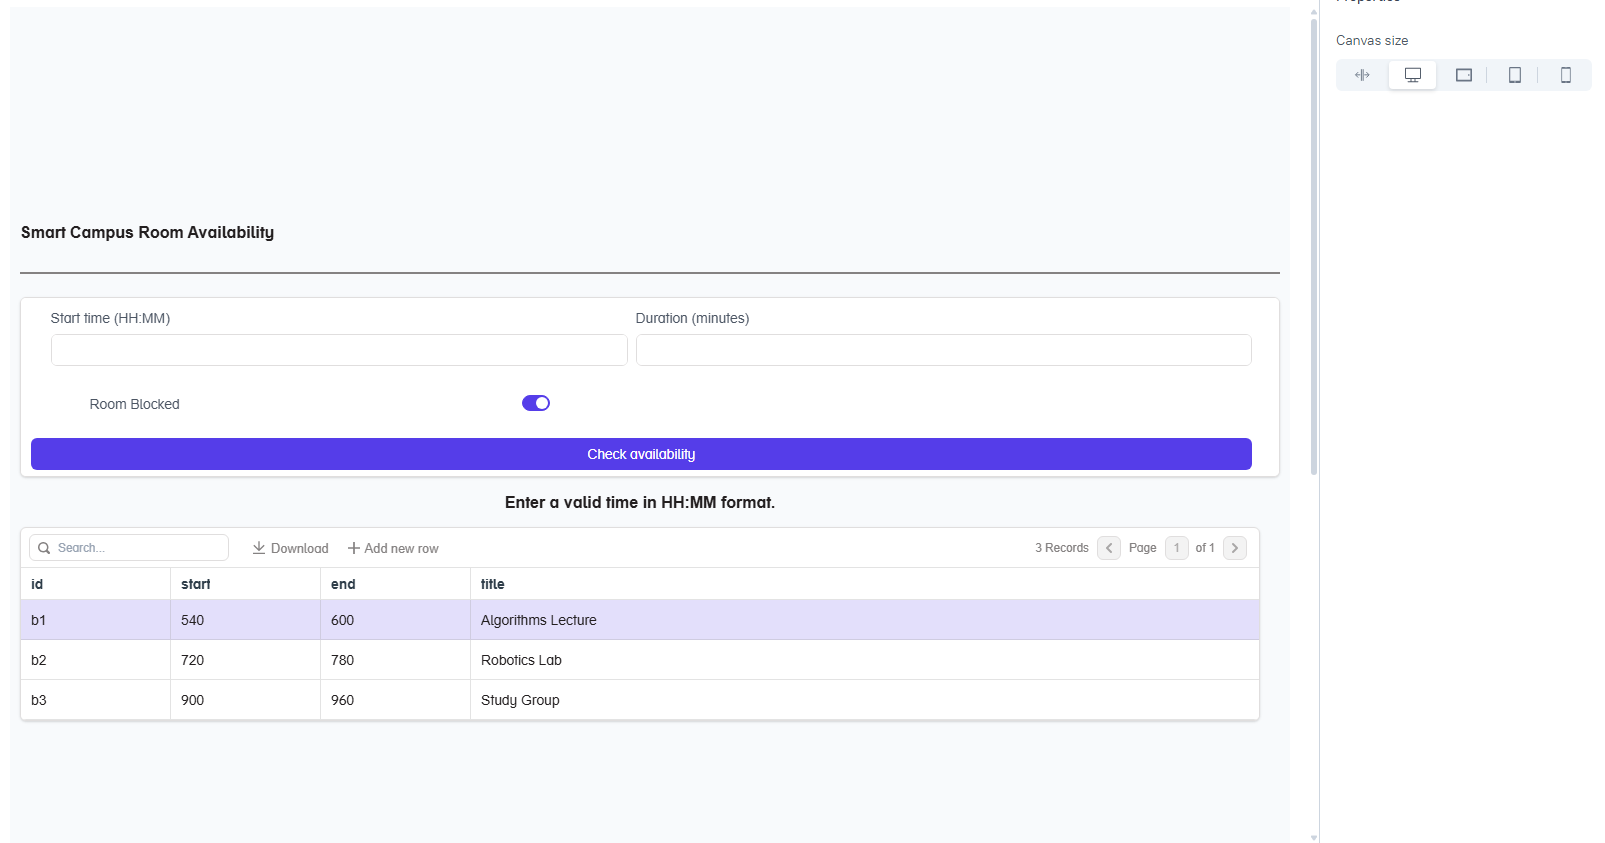 Properties
Canvas size
Smart Campus Room Availability
Start time (HH:MM) Duration (minutes)
Room Blocked
Check availability
Enter a valid time in HH:MM format.
Search... Download Add new row 3 Records Page 1 of 1
id start end title
b1 540 600 Algorithms Lecture
b2 720 780 Robotics Lab
b3 900 960 Study Group